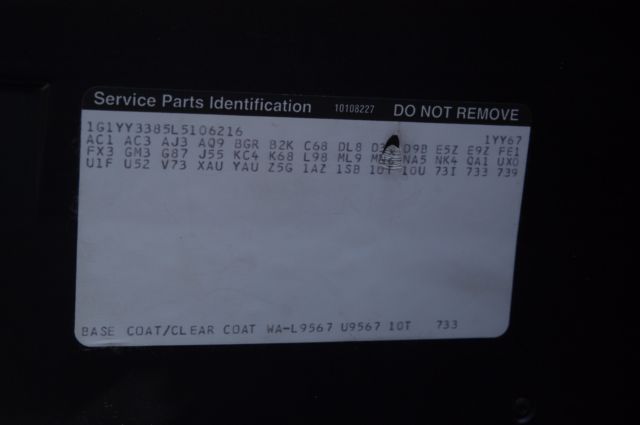 Service Parts Identification 10108227 DO NOT REMOVE
1G1YY3385L5106216 1YY67
AC1 AC3 AJ3 AQ9 BGR B2K C68 DL8 D9B E5Z E9Z FE1
FX3 GM3 G87 J55 KC4 K68 L98 ML9 MN6 NA5 NK4 QA1 UX0
U1F U52 V73 XAU YAU Z5G 1AZ 1SB 10T 10U 73I 733 739
BASE COAT/CLEAR COAT WA-L9567 U9567 10T 733